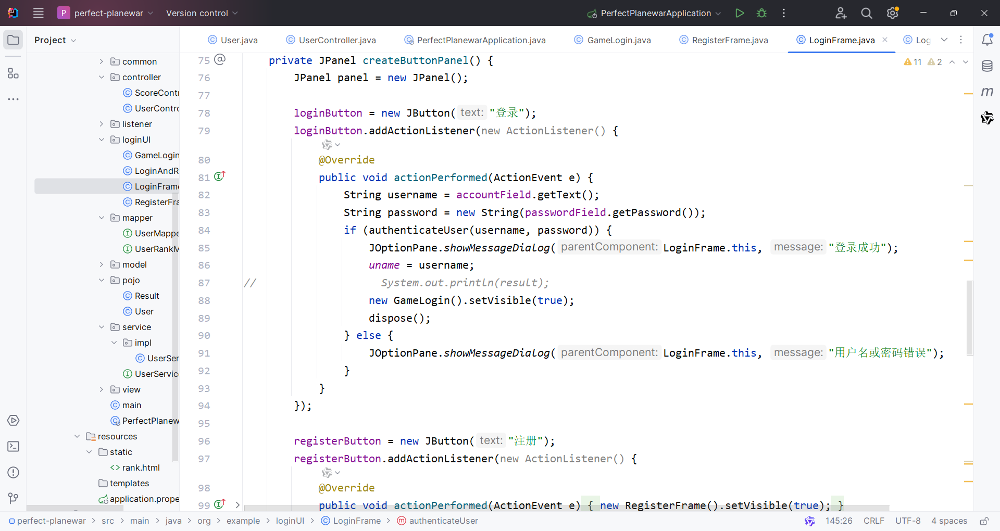 P perfect-planewar Version control PerfectPlanewarApplication
Project User.java UserController.java PerfectPlanewarApplication.java GameLogin.java RegisterFrame.java LoginFrame.java Log
common
controller
ScoreContr
UserContro
listener
loginUI
GameLogin
LoginAndR
LoginFrame
RegisterFra
mapper
UserMappe
UserRankM
model
pojo
Result
User
service
impl
UserSer
UserService
view
main
PerfectPlanew
resources
static
rank.html
templates
application.prope
11 2
75 @ private JPanel createButtonPanel() {
76 JPanel panel = new JPanel();
77
78 loginButton = new JButton( text: "登录");
79 loginButton.addActionListener(new ActionListener() {
80 @Override
81 public void actionPerformed(ActionEvent e) {
82 String username = accountField.getText();
83 String password = new String(passwordField.getPassword());
84 if (authenticateUser(username, password)) {
85 JOptionPane.showMessageDialog( parentComponent: LoginFrame.this, message: "登录成功");
86 uname = username;
87 // System.out.println(result);
88 new GameLogin().setVisible(true);
89 dispose();
90 } else {
91 JOptionPane.showMessageDialog( parentComponent: LoginFrame.this, message: "用户名或密码错误");
92 }
93 }
94 });
95
96 registerButton = new JButton( text: "注册");
97 registerButton.addActionListener(new ActionListener() {
98 @Override
99 public void actionPerformed(ActionEvent e) { new RegisterFrame().setVisible(true); }
perfect-planewar > src > main > java > org > example > loginUI > LoginFrame > authenticateUser 145:26 CRLF UTF-8 4 spaces